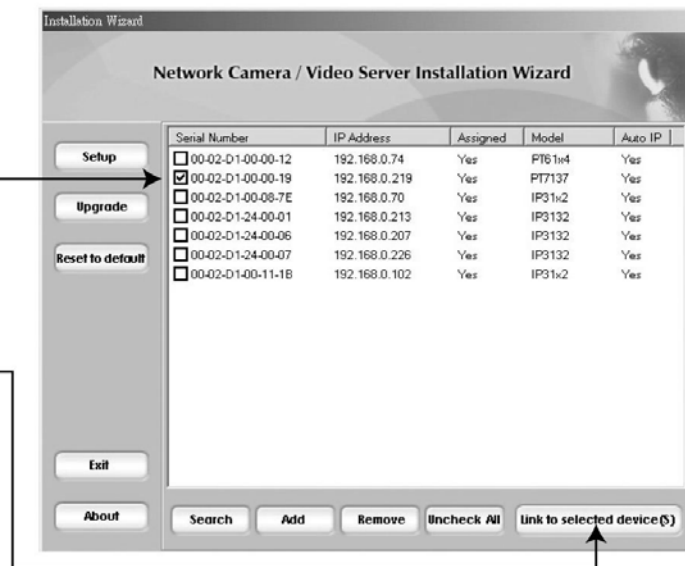 Installation Wizard
Network Camera / Video Server Installation Wizard
Serial Number IP Address Assigned Model Auto IP
00-02-D1-00-00-12 192.168.0.74 Yes PT61x4 Yes
00-02-D1-00-00-19 192.168.0.219 Yes PT7137 Yes
00-02-D1-00-08-7E 192.168.0.70 Yes IP31x2 Yes
00-02-D1-24-00-01 192.168.0.213 Yes IP3132 Yes
00-02-D1-24-00-06 192.168.0.207 Yes IP3132 Yes
00-02-D1-24-00-07 192.168.0.226 Yes IP3132 Yes
00-02-D1-00-11-1B 192.168.0.102 Yes IP31x2 Yes
Setup
Upgrade
Reset to default
Exit
About
Search Add Remove Uncheck All Link to selected device(S)